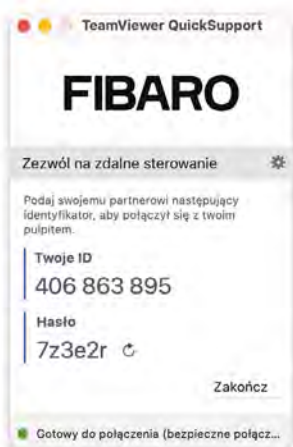 TeamViewer QuickSupport
FIBARO
Zezwól na zdalne sterowanie
Podaj swojemu partnerowi następujący
identyfikator, aby połączył się z twoim
pulpitem.
Twoje ID
406 863 895
Hasło
7z3e2r
Zakończ
Gotowy do połączenia (bezpieczne połącz...